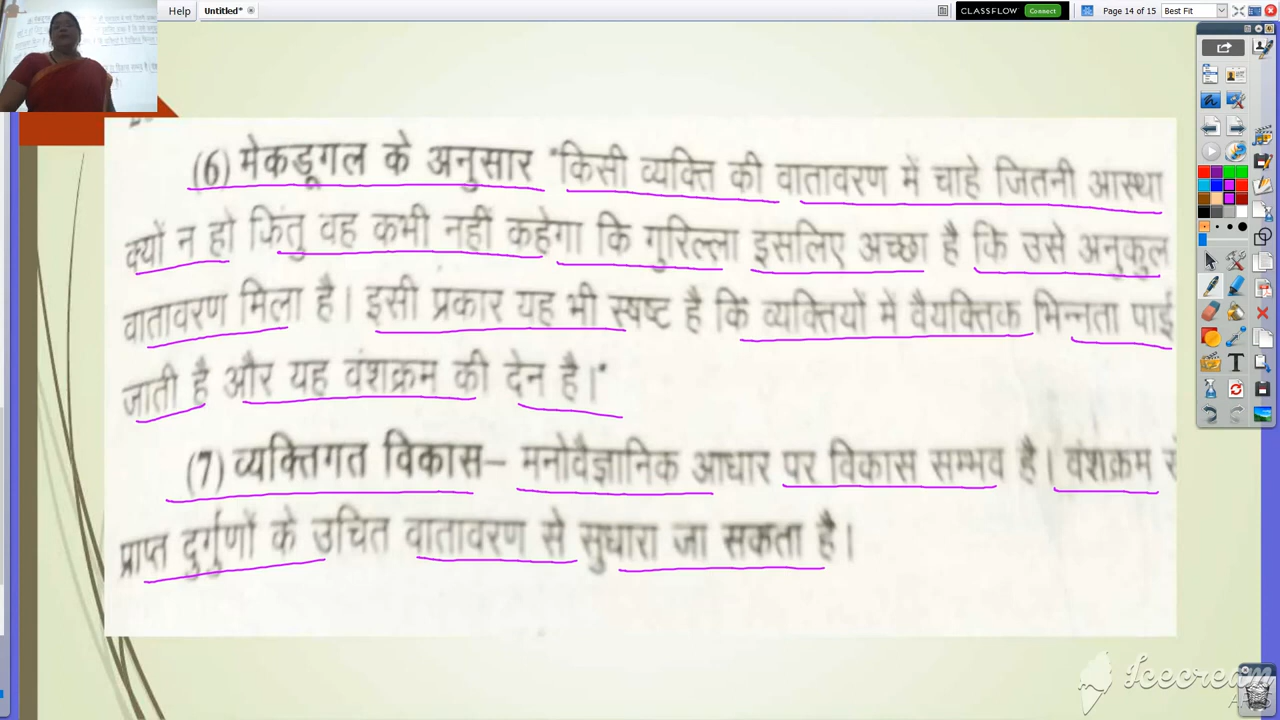 Help
Untitled*
CLASSFLOW Connect
Page 14 of 15
Best Fit
(6) मेकडूगल के अनुसार "किसी व्यक्ति की वातावरण में चाहे जितनी आस्था
क्यों न हो किंतु वह कभी नहीं कहेगा कि गुरिल्ला इसलिए अच्छा है कि उसे अनुकुल
वातावरण मिला है। इसी प्रकार यह भी स्पष्ट है कि व्यक्तियों में वैयक्तिक भिन्नता पाई
जाती है और यह वंशक्रम की देन है।"
(7) व्यक्तिगत विकास– मनोवैज्ञानिक आधार पर विकास सम्भव है। वंशक्रम
प्राप्त दुर्गुणों के उचित वातावरण से सुधारा जा सकता है।
Icecream
APPS